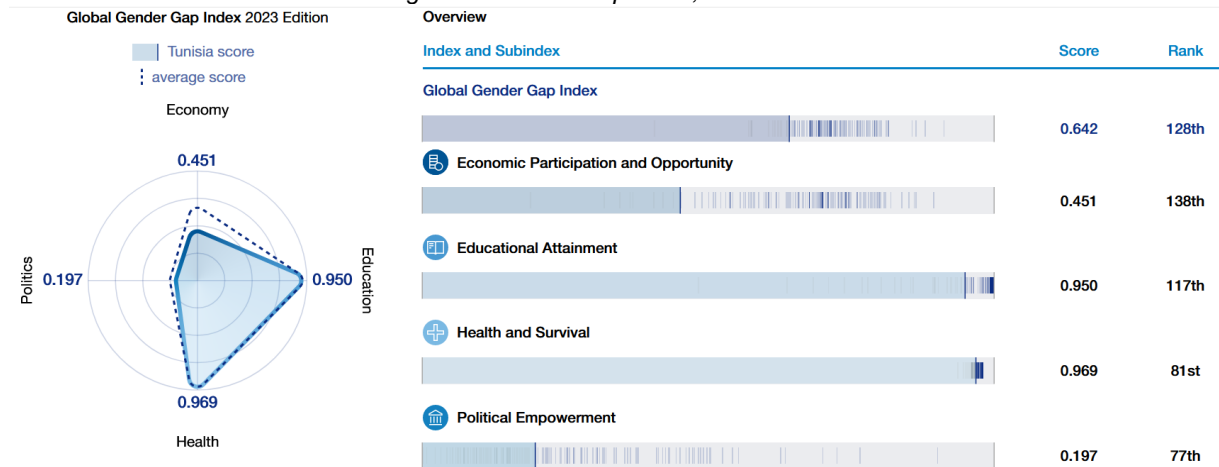 Global Gender Gap Index 2023 Edition
Tunisia score
average score
Economy
0.451
Politics
0.197
0.950
Education
0.969
Health
Overview
Index and Subindex Score Rank
Global Gender Gap Index
0.642 128th
Economic Participation and Opportunity
0.451 138th
Educational Attainment
0.950 117th
Health and Survival
0.969 81st
Political Empowerment
0.197 77th